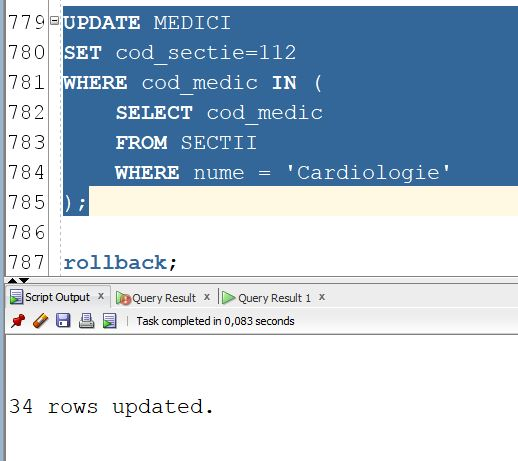 779 UPDATE MEDICI
780 SET cod_sectie=112
781 WHERE cod_medic IN (
782 SELECT cod_medic
783 FROM SECTII
784 WHERE nume = 'Cardiologie'
785 );
786
787 rollback;
Script Output x Query Result x Query Result 1 x
Task completed in 0,083 seconds
34 rows updated.